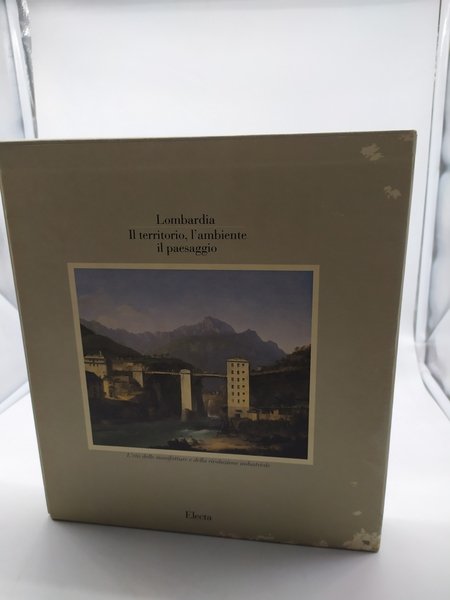 Lombardia
Il territorio, l'ambiente
il paesaggio
L'età delle manifatture e della rivoluzione industriale
Electa